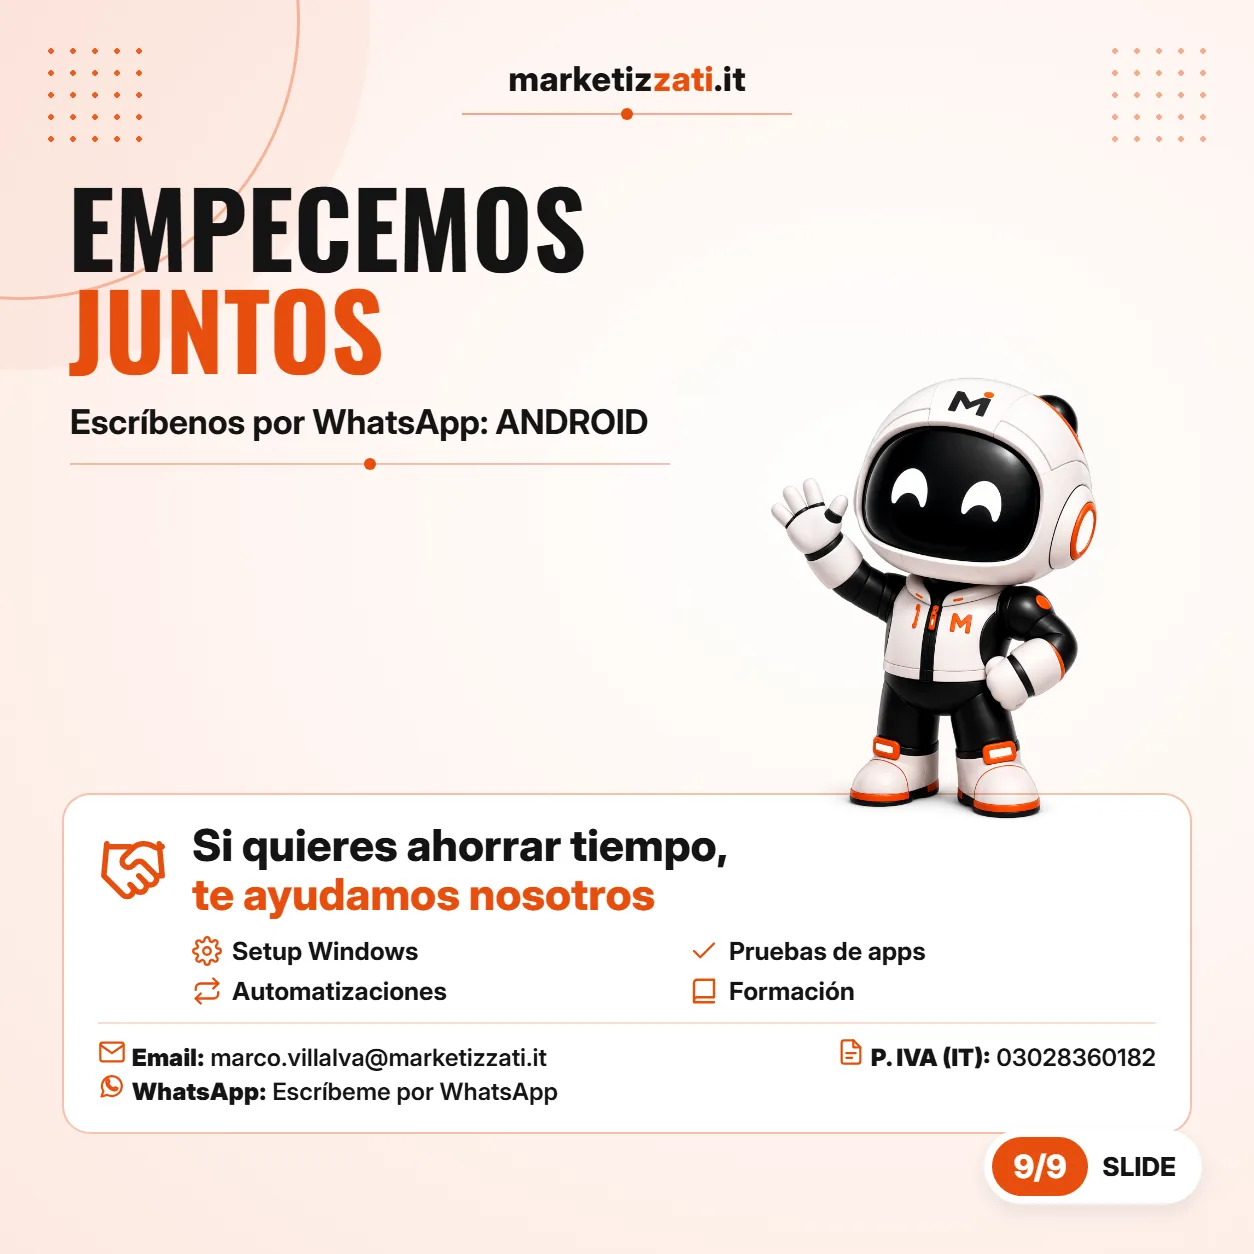 marketizzati.it
EMPECEMOS
JUNTOS
Escríbenos por WhatsApp: ANDROID
M
M
Si quieres ahorrar tiempo,
te ayudamos nosotros
Setup Windows
Pruebas de apps
Automatizaciones
Formación
Email: marco.villalva@marketizzati.it
P. IVA (IT): 03028360182
WhatsApp: Escríbeme por WhatsApp
9/9 SLIDE